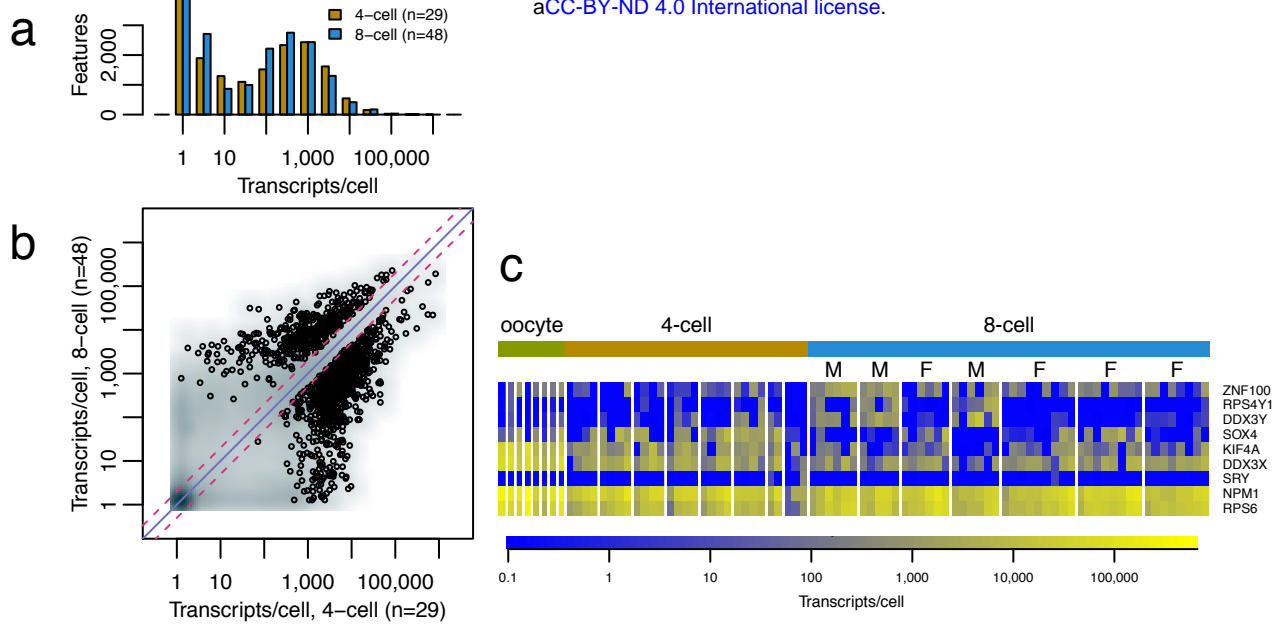 aCC-BY-ND 4.0 International license.
a
Features
0
2,000
4−cell (n=29)
8−cell (n=48)
1
10
1,000
100,000
Transcripts/cell
b
Transcripts/cell, 8−cell (n=48)
1
10
1,000
100,000
1
10
1,000
100,000
Transcripts/cell, 4−cell (n=29)
c
oocyte
4-cell
8-cell
M
M
F
M
F
F
F
ZNF100
RPS4Y1
DDX3Y
SOX4
KIF4A
DDX3X
SRY
NPM1
RPS6
0.1
1
10
100
1,000
10,000
100,000
Transcripts/cell